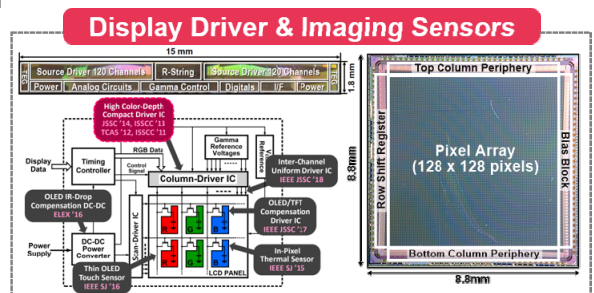 Display Driver & Imaging Sensors
15 mm
TEG
Source Driver 120 Channels
R-String
Source Driver 120 Channels
TEG
Power
Analog Circuits
Gamma Control
Digitals
I/F
Power
1.8 mm
High Color-Depth
Compact Driver IC
JSSC '14, ISSCC '13
TCAS '12, ISSCC '11
RGB Data
Gamma
Reference
Voltages
Reference
Display
Data
Timing
Controller
Control
Signal
Column-Driver IC
Inter-Channel
Uniform Driver IC
IEEE JSSC '18
OLED IR-Drop
Compensation DC-DC
ELEX '16
Scan-Driver IC
R
G
B
OLED/TFT
Compensation
Driver IC
IEEE JSSC '17
Power
Supply
DC-DC
Power
Converter
R
G
B
In-Pixel
Thermal Sensor
IEEE SJ '15
LCD PANEL
Thin OLED
Touch Sensor
IEEE SJ '16
Top Column Periphery
Row Shift Register
Pixel Array
(128 x 128 pixels)
Bias Block
Bottom Column Periphery
8.8mm
8.8mm